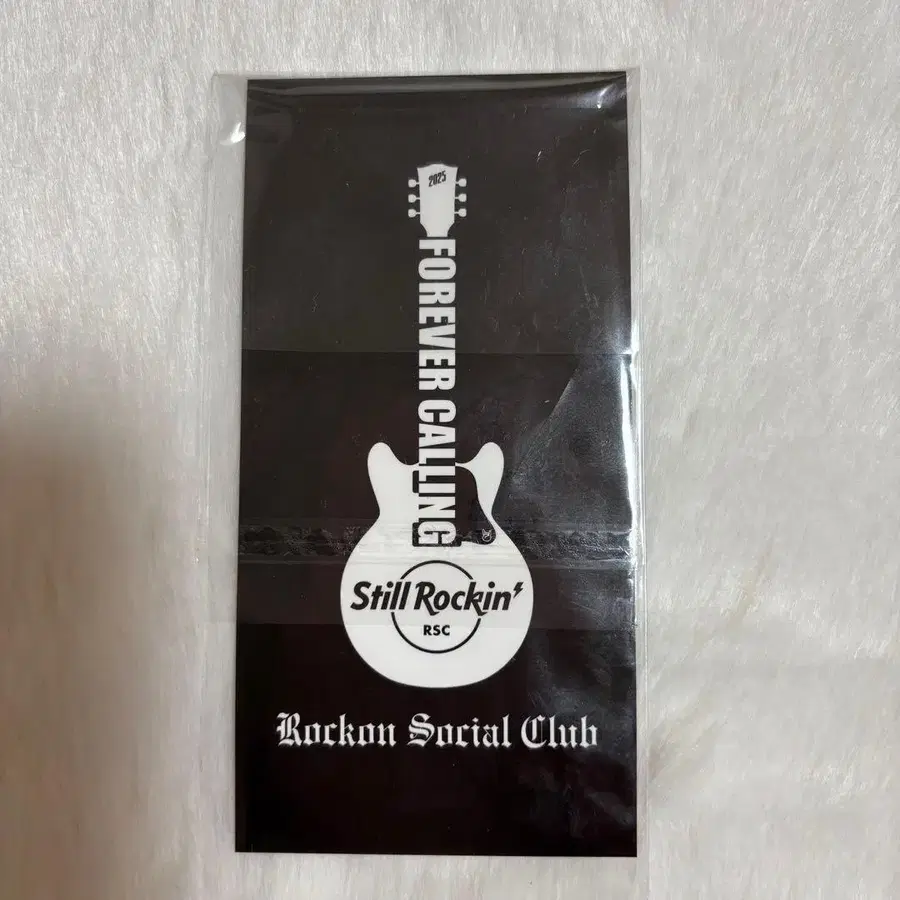 2025
FOREVER CALLING
Still Rockin'
RSC
Rockon Social Club